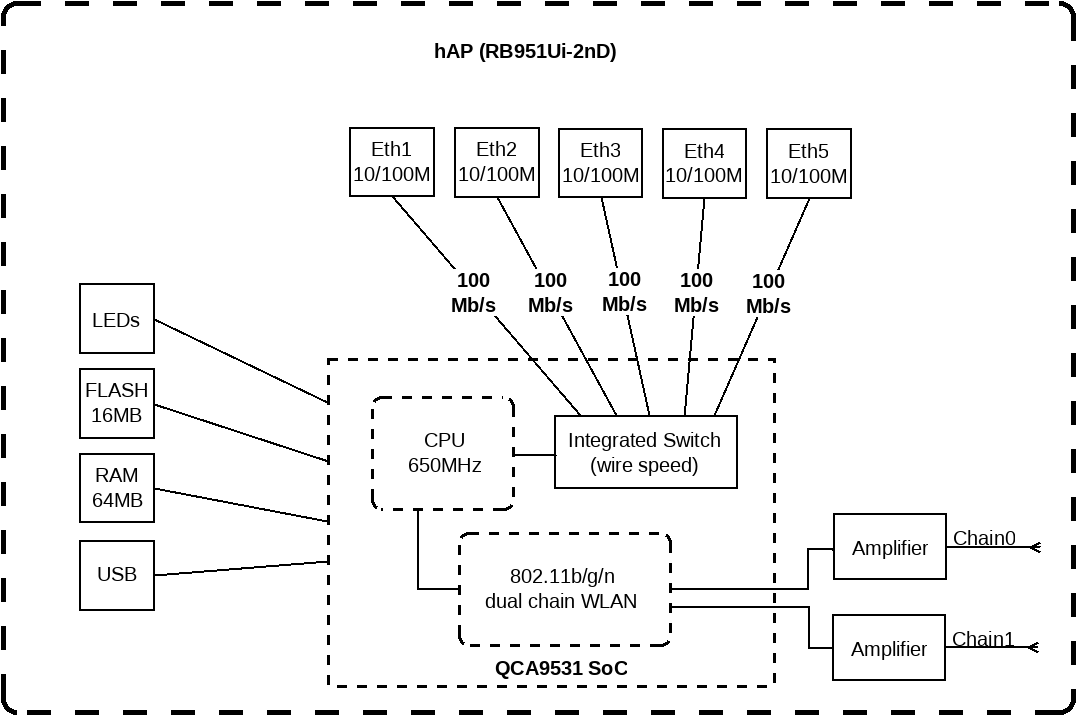 hAP (RB951Ui-2nD)
Eth1
10/100M
Eth2
10/100M
Eth3
10/100M
Eth4
10/100M
Eth5
10/100M
100
Mb/s
100
Mb/s
100
Mb/s
100
Mb/s
100
Mb/s
LEDs
FLASH
16MB
RAM
64MB
USB
CPU
650MHz
Integrated Switch
(wire speed)
802.11b/g/n
dual chain WLAN
QCA9531 SoC
Amplifier
Chain0
Amplifier
Chain1